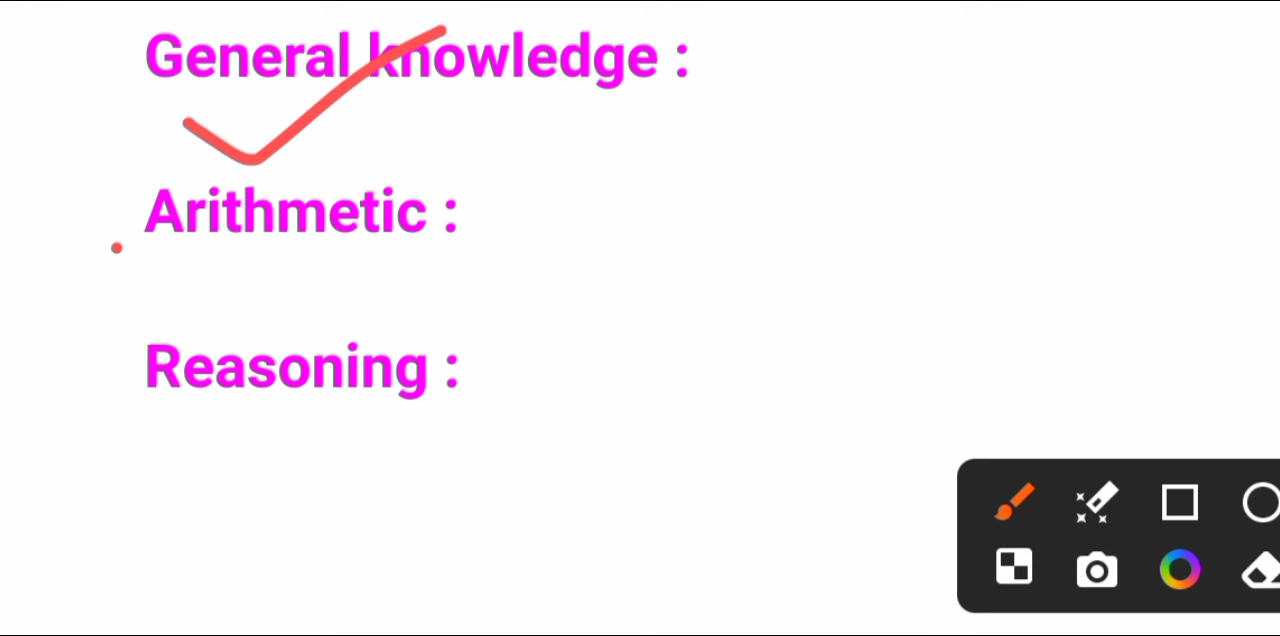 General knowledge :
Arithmetic :
Reasoning :